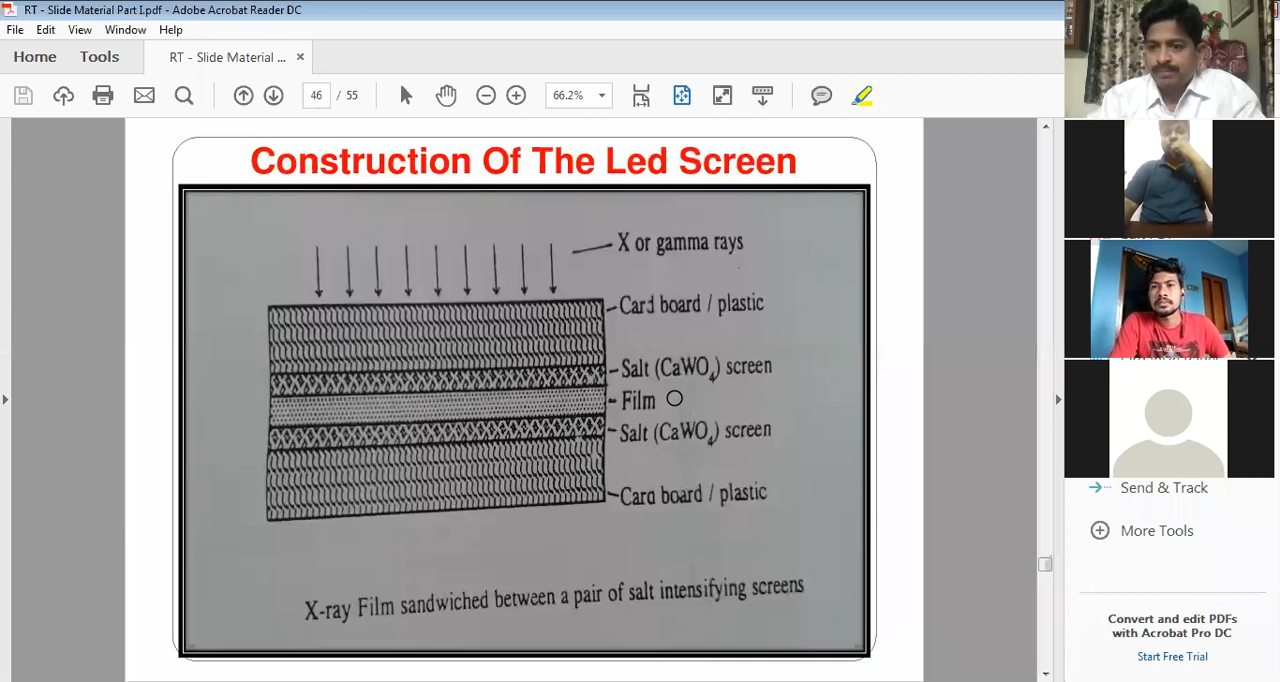 RT - Slide Material Part I.pdf - Adobe Acrobat Reader DC
File Edit View Window Help
Home Tools RT - Slide Material ... ×
46 / 55 66.2%
Construction Of The Led Screen
X or gamma rays
Card board / plastic
Salt (CaWO4) screen
Film
Salt (CaWO4) screen
Card board / plastic
X-ray Film sandwiched between a pair of salt intensifying screens
Send & Track
More Tools
Convert and edit PDFs
with Acrobat Pro DC
Start Free Trial